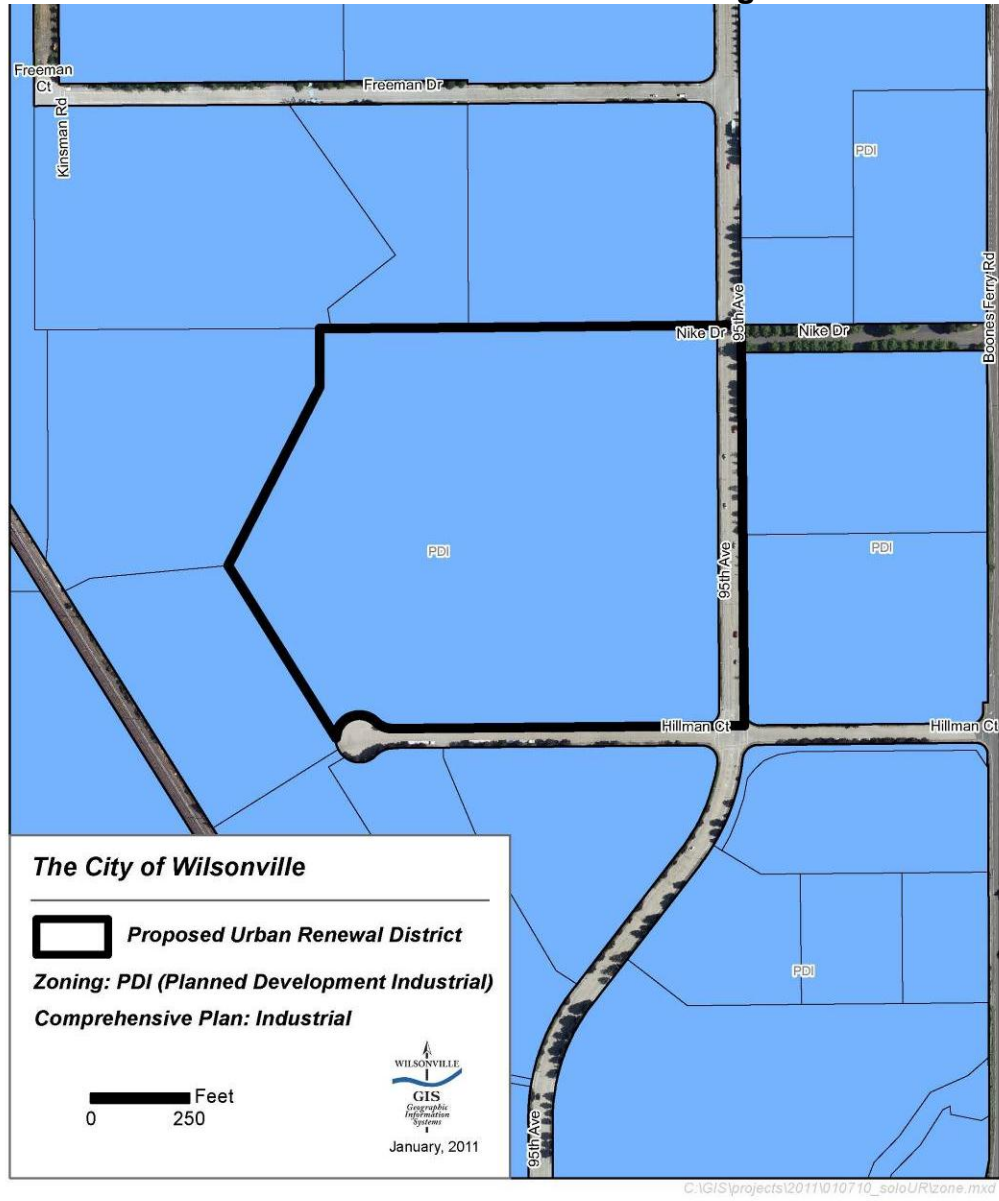 g
Freeman
Ct
Freeman Dr
Kinsman Rd
PDI
Boones Ferry Rd
95th Ave
Nike Dr
Nike Dr
PDI
PDI
95th Ave
Hillman Ct
Hillman Ct
PDI
95th Ave
The City of Wilsonville
Proposed Urban Renewal District
Zoning: PDI (Planned Development Industrial)
Comprehensive Plan: Industrial
Feet
0 250
WILSONVILLE
GIS
Geographic
Information
Systems
January, 2011
C:\GIS\projects\2011\010710_soloUR\zone.mxd